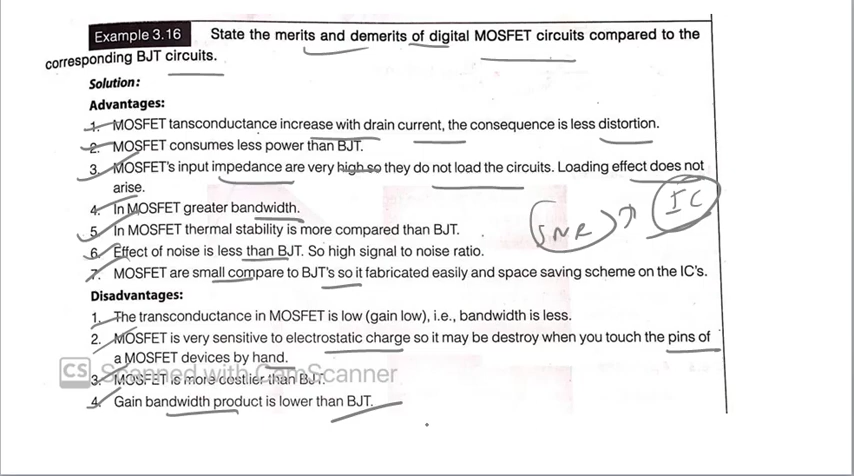 Example 3.16 State the merits and demerits of digital MOSFET circuits compared to the
corresponding BJT circuits.
Solution:
Advantages:
1. MOSFET tansconductance increase with drain current, the consequence is less distortion.
2. MOSFET consumes less power than BJT.
3. MOSFET's input impedance are very high so they do not load the circuits. Loading effect does not
arise.
4. In MOSFET greater bandwidth.
5. In MOSFET thermal stability is more compared than BJT.
6. Effect of noise is less than BJT. So high signal to noise ratio.
SNR ↑ IC
7. MOSFET are small compare to BJT's so it fabricated easily and space saving scheme on the IC's.
Disadvantages:
1. The transconductance in MOSFET is low (gain low), i.e., bandwidth is less.
2. MOSFET is very sensitive to electrostatic charge so it may be destroy when you touch the pins of
a MOSFET devices by hand.
CS Scanned with CamScanner
3. MOSFET is more costlier than BJT.
4. Gain bandwidth product is lower than BJT.